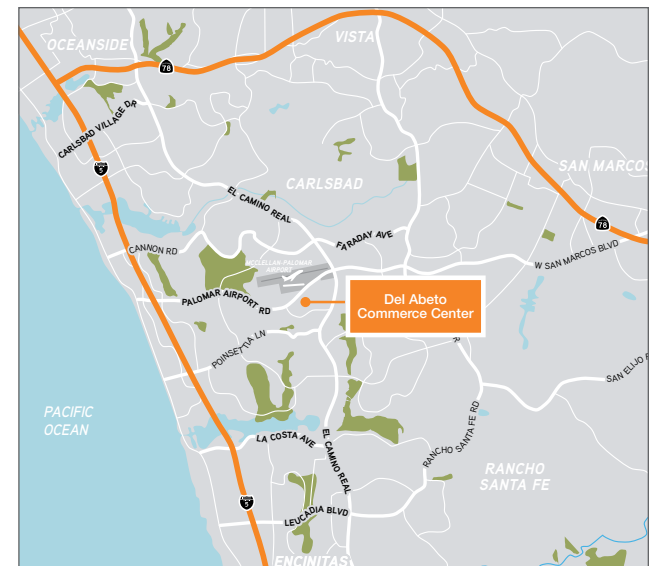 OCEANSIDE
VISTA
78
CARLSBAD VILLAGE DR
5
SAN MARCOS
CARLSBAD
EL CAMINO REAL
78
FARADAY AVE
CANNON RD
W SAN MARCOS BLVD
MCCLELLAN-PALOMAR
AIRPORT
PALOMAR AIRPORT RD
Del Abeto
Commerce Center
POINSETTIA LN
R
SAN ELIJO R
PACIFIC
OCEAN
LA COSTA AVE
EL CAMINO REAL
RANCHO SANTA FE RD
RANCHO
SANTA FE
5
LEUCADIA BLVD
ENCINITAS